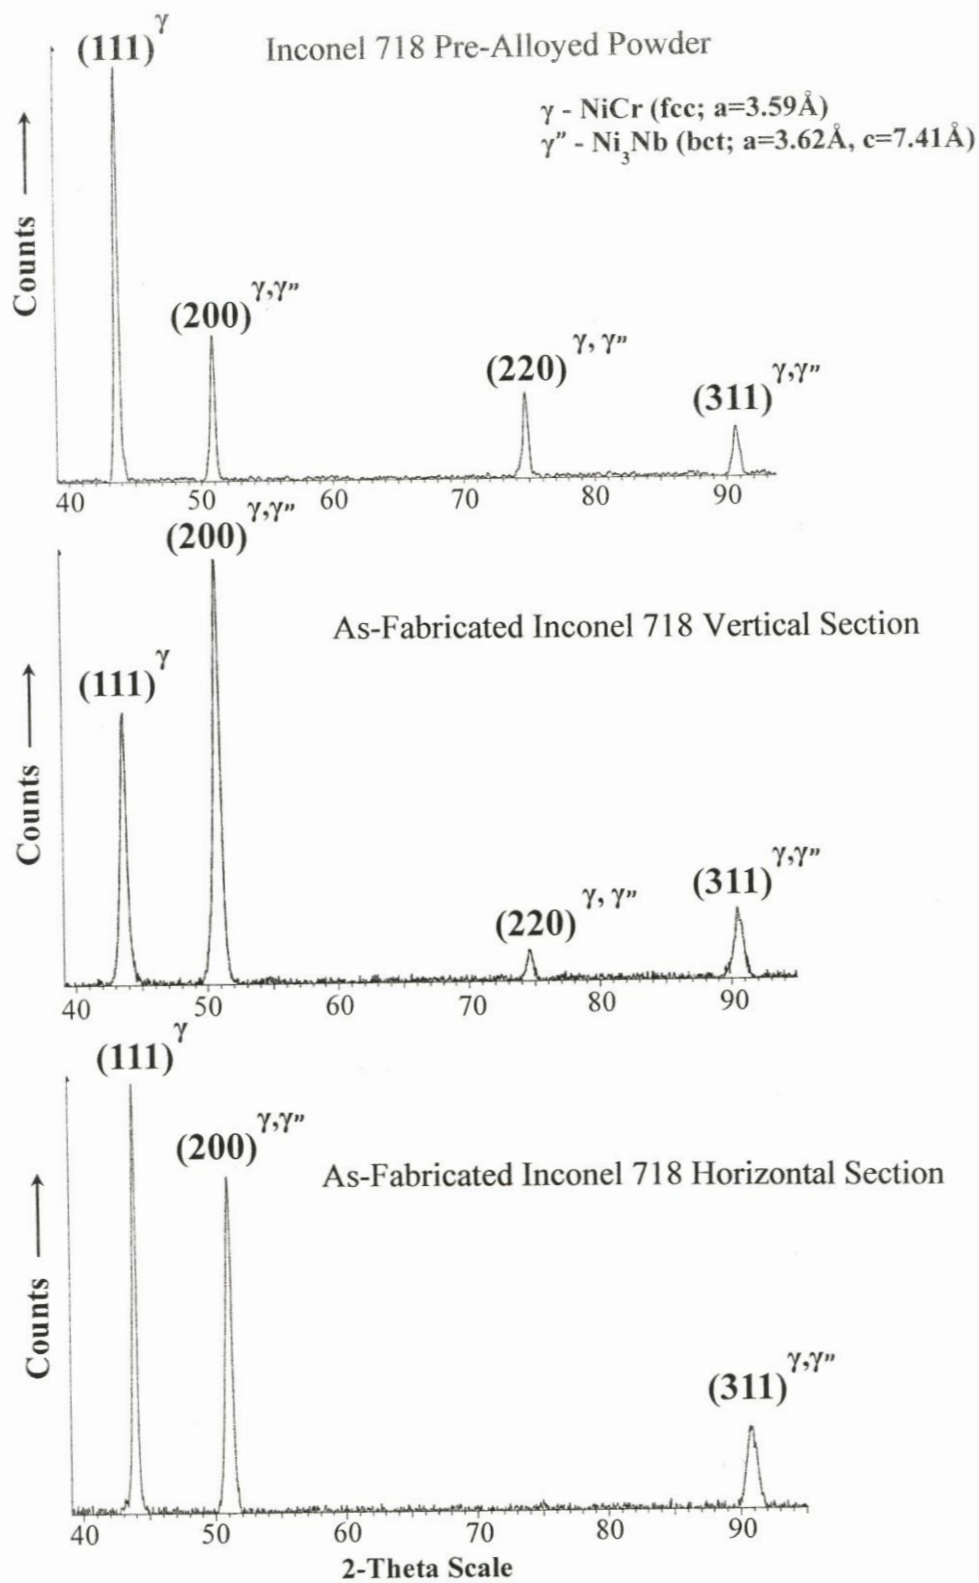 Inconel 718 Pre-Alloyed Powder
γ - NiCr (fcc; a=3.59Å)
γ" - Ni₃Nb (bct; a=3.62Å, c=7.41Å)
Counts →
(111)^γ
(200)^γ,γ"
(220)^γ, γ"
(311)^γ,γ"
40 50 60 70 80 90
As-Fabricated Inconel 718 Vertical Section
Counts →
(111)^γ
(200)^γ,γ"
(220)^γ, γ"
(311)^γ,γ"
40 50 60 70 80 90
As-Fabricated Inconel 718 Horizontal Section
Counts →
(111)^γ
(200)^γ,γ"
(311)^γ,γ"
40 50 60 70 80 90
2-Theta Scale